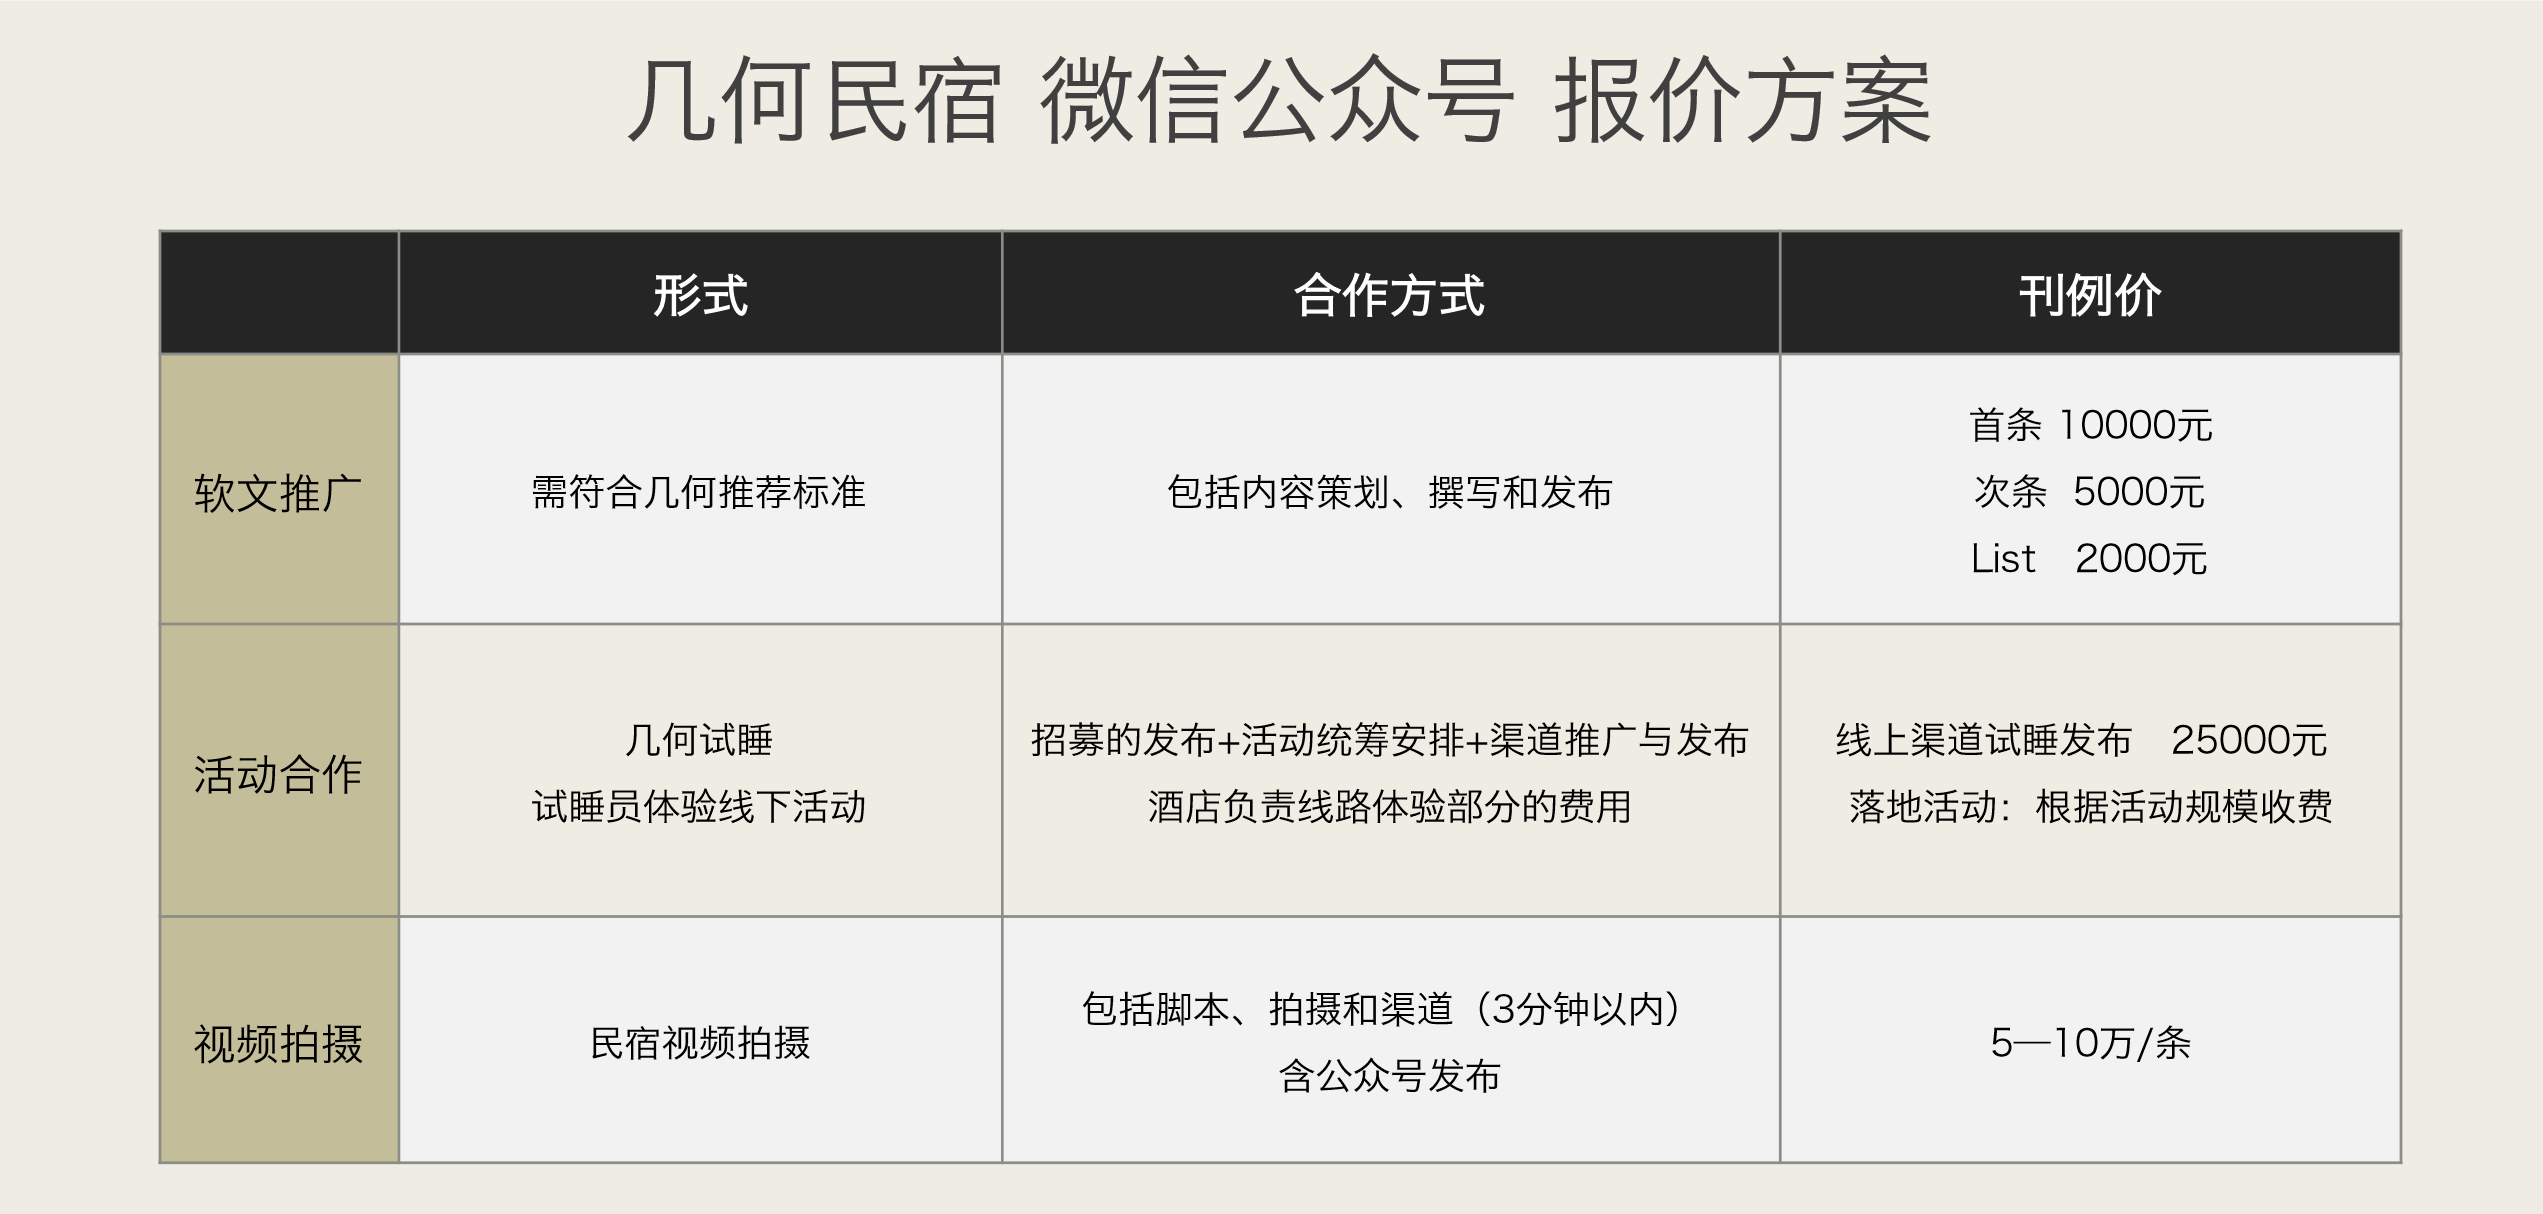 几何民宿 微信公众号 报价方案
形式 合作方式 刊例价
软文推广
需符合几何推荐标准
包括内容策划、撰写和发布
首条 10000元
次条 5000元
List 2000元
活动合作
几何试睡
试睡员体验线下活动
招募的发布+活动统筹安排+渠道推广与发布
酒店负责线路体验部分的费用
线上渠道试睡发布 25000元
落地活动：根据活动规模收费
视频拍摄
民宿视频拍摄
包括脚本、拍摄和渠道（3分钟以内）
含公众号发布
5—10万/条